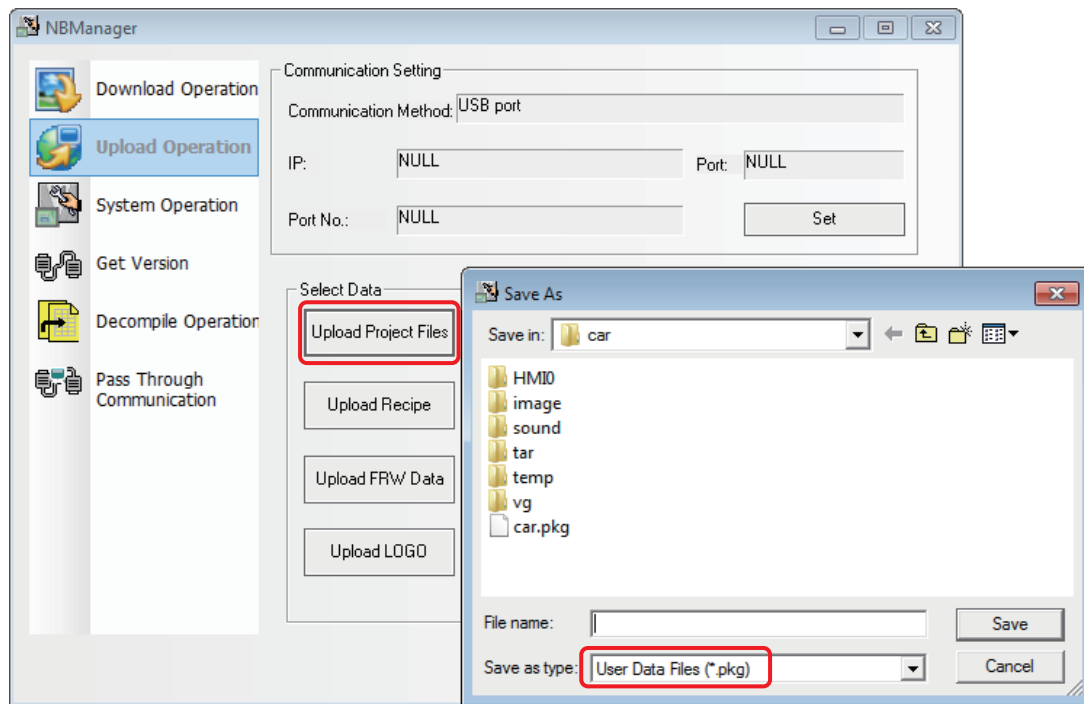 NBManager
Download Operation
Upload Operation
System Operation
Get Version
Decompile Operation
Pass Through
Communication
Communication Setting
Communication Method: USB port
IP: NULL Port: NULL
Port No.: NULL Set
Select Data
Upload Project Files
Upload Recipe
Upload FRW Data
Upload LOGO
Save As
Save in: car
HMI0
image
sound
tar
temp
vg
car.pkg
File name: Save
Save as type: User Data Files (*.pkg) Cancel